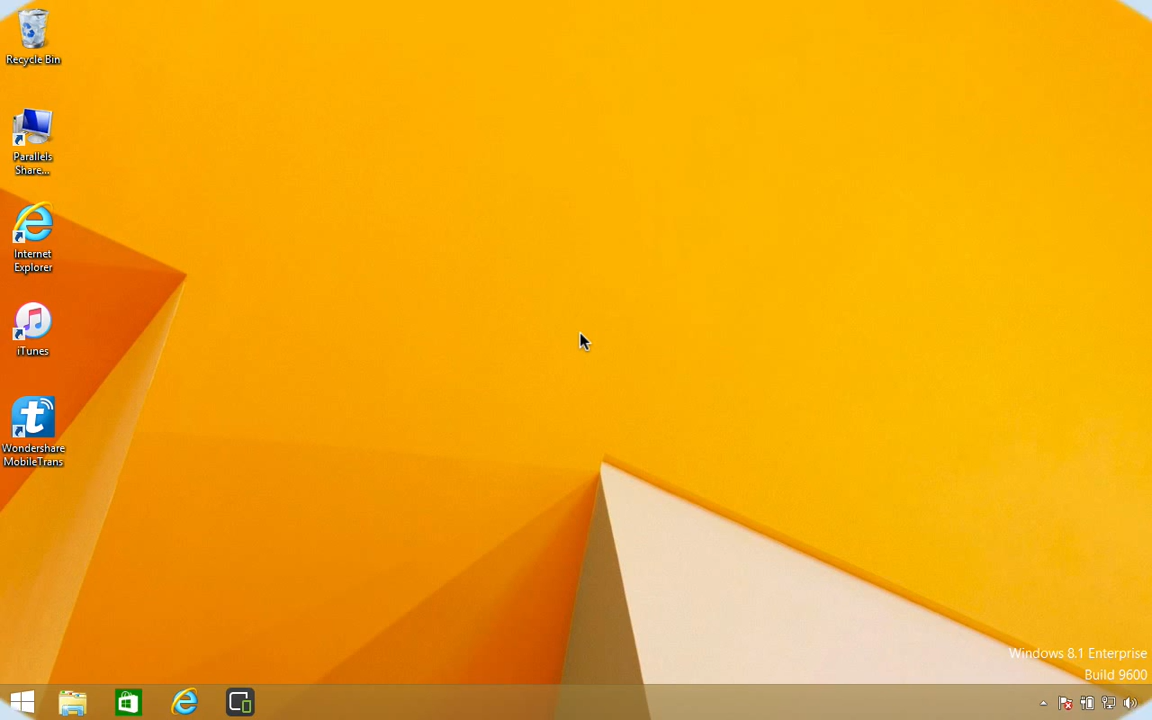 Recycle Bin
Parallels
Share...
Internet
Explorer
iTunes
Wondershare
MobileTrans
Windows 8.1 Enterprise
Build 9600